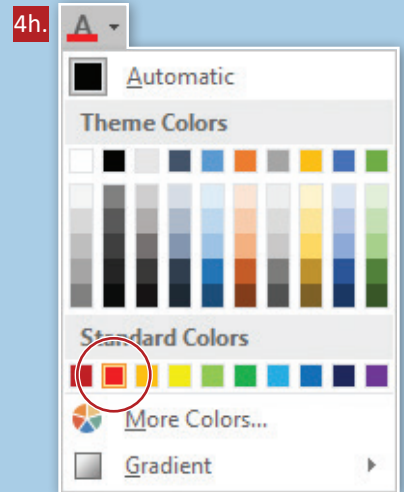 4h.
A
Automatic
Theme Colors
Standard Colors
More Colors...
Gradient